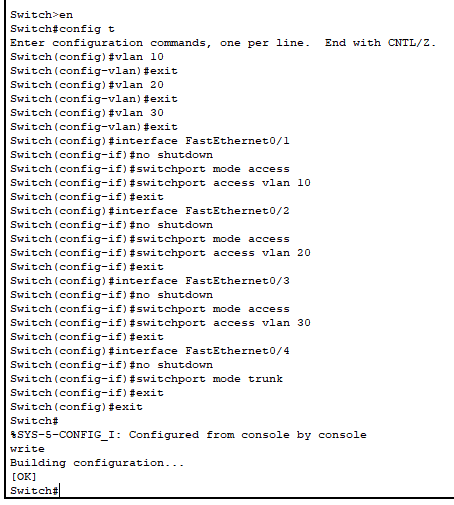 Switch>en
Switch#config t
Enter configuration commands, one per line.  End with CNTL/Z.
Switch(config)#vlan 10
Switch(config-vlan)#exit
Switch(config)#vlan 20
Switch(config-vlan)#exit
Switch(config)#vlan 30
Switch(config-vlan)#exit
Switch(config)#interface FastEthernet0/1
Switch(config-if)#no shutdown
Switch(config-if)#switchport mode access
Switch(config-if)#switchport access vlan 10
Switch(config-if)#exit
Switch(config)#interface FastEthernet0/2
Switch(config-if)#no shutdown
Switch(config-if)#switchport mode access
Switch(config-if)#switchport access vlan 20
Switch(config-if)#exit
Switch(config)#interface FastEthernet0/3
Switch(config-if)#no shutdown
Switch(config-if)#switchport mode access
Switch(config-if)#switchport access vlan 30
Switch(config-if)#exit
Switch(config)#interface FastEthernet0/4
Switch(config-if)#no shutdown
Switch(config-if)#switchport mode trunk
Switch(config-if)#exit
Switch(config)#exit
Switch#
%SYS-5-CONFIG_I: Configured from console by console
write
Building configuration...
[OK]
Switch#